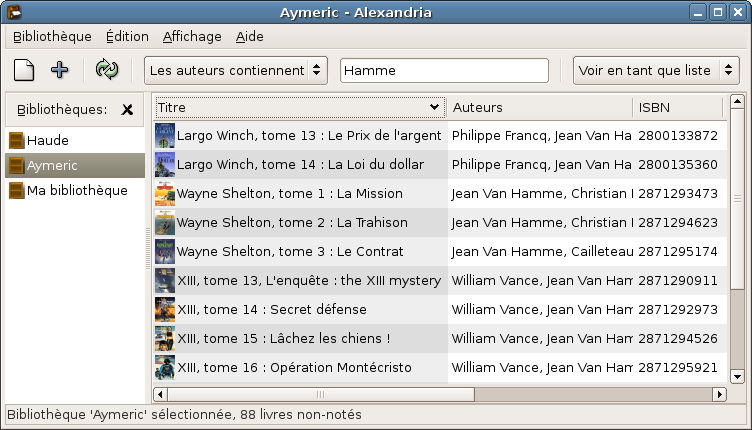 Aymeric - Alexandria
Bibliothèque Édition Affichage Aide
Les auteurs contiennent Hamme Voir en tant que liste
Bibliothèques:
Haude
Aymeric
Ma bibliothèque
Titre Auteurs ISBN
Largo Winch, tome 13 : Le Prix de l'argent Philippe Francq, Jean Van Ha 2800133872
Largo Winch, tome 14 : La Loi du dollar Philippe Francq, Jean Van Ha 2800135360
Wayne Shelton, tome 1 : La Mission Jean Van Hamme, Christian 2871293473
Wayne Shelton, tome 2 : La Trahison Jean Van Hamme, Christian 2871294623
Wayne Shelton, tome 3 : Le Contrat Jean Van Hamme, Cailleteau 2871295174
XIII, tome 13, L'enquête : the XIII mystery William Vance, Jean Van Ham 2871290911
XIII, tome 14 : Secret défense William Vance, Jean Van Ham 2871292973
XIII, tome 15 : Lâchez les chiens ! William Vance, Jean Van Ham 2871294526
XIII, tome 16 : Opération Montécristo William Vance, Jean Van Ham 2871295921
Bibliothèque 'Aymeric' sélectionnée, 88 livres non-notés